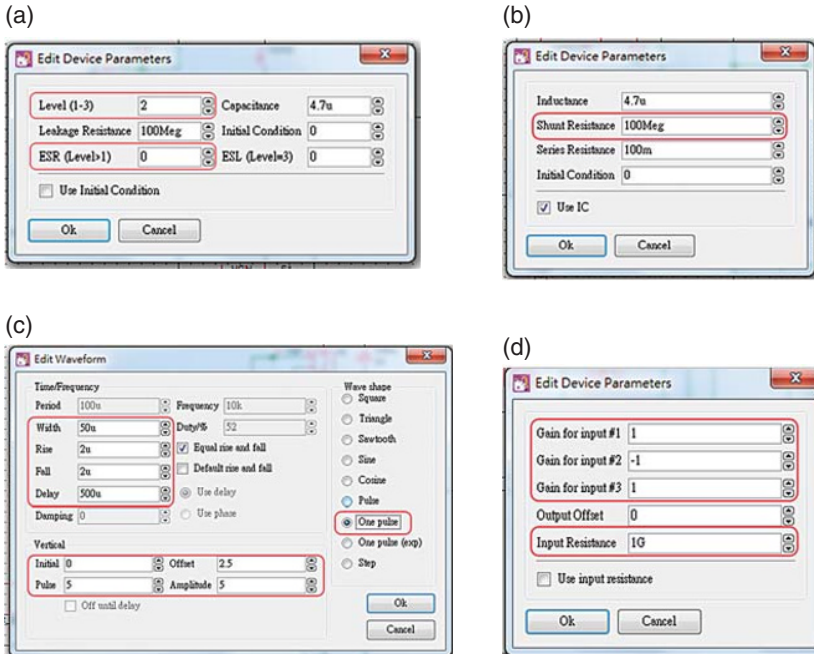 (a)
Edit Device Parameters
Level (1-3) 2 Capacitance 4.7u
Leakage Resistance 100Meg Initial Condition 0
ESR (Level>1) 0 ESL (Level=3) 0
Use Initial Condition
Ok Cancel
(b)
Edit Device Parameters
Inductance 4.7u
Shunt Resistance 100Meg
Series Resistance 100m
Initial Condition 0
Use IC
Ok Cancel
(c)
Edit Waveform
Time/Frequency
Period 100u Frequency 10k
Width 50u Duty/% 52
Rise 2u Equal rise and fall
Fall 2u Default rise and fall
Delay 500u Use delay
Damping 0 Use phase
Vertical
Initial 0 Offset 2.5
Pulse 5 Amplitude 5
Off until delay
Wave shape
Square
Triangle
Sawtooth
Sine
Cosine
Pulse
One pulse
One pulse (exp)
Step
Ok
Cancel
(d)
Edit Device Parameters
Gain for input #1 1
Gain for input #2 -1
Gain for input #3 1
Output Offset 0
Input Resistance 1G
Use input resistance
Ok Cancel